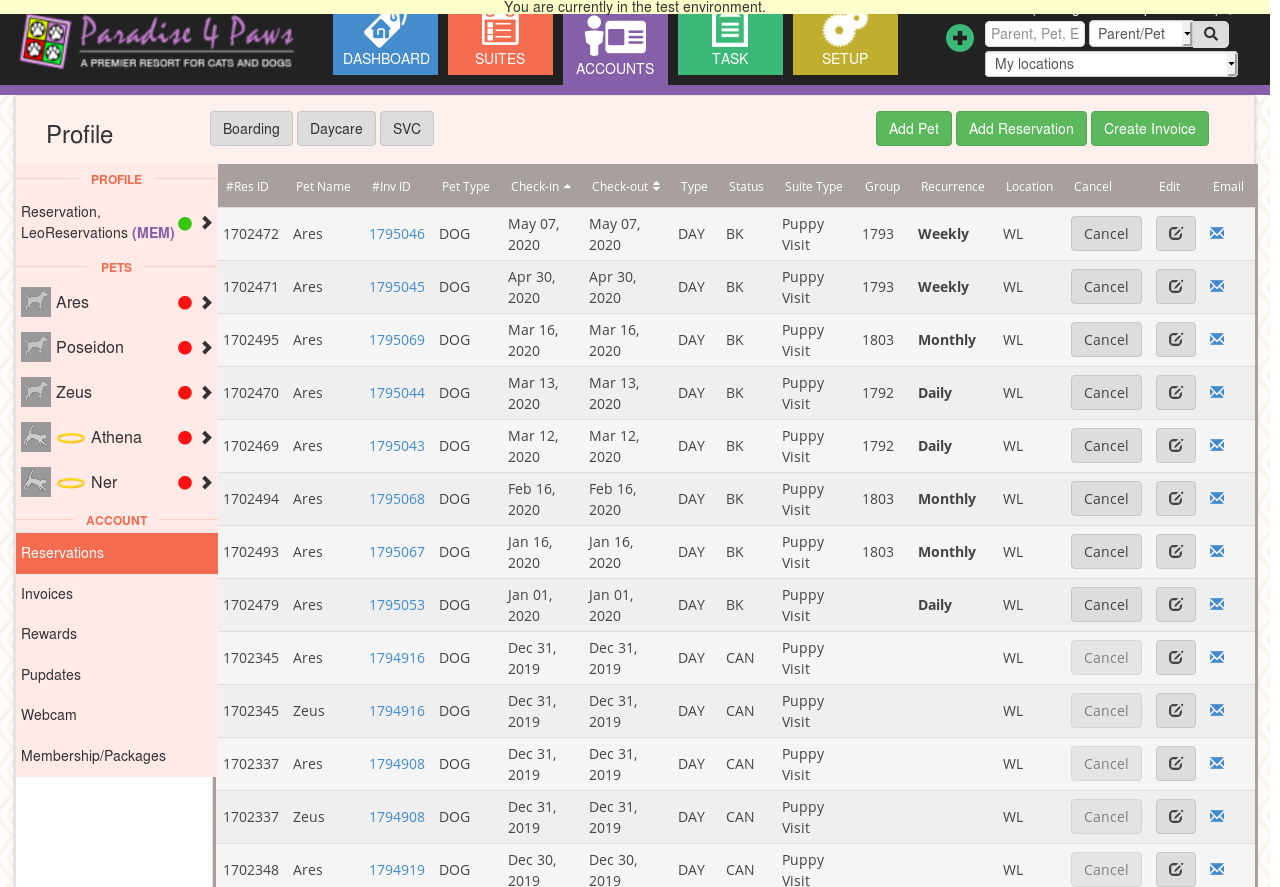 You are currently in the test environment.
Paradise 4 Paws
A PREMIER RESORT FOR CATS AND DOGS
DASHBOARD
SUITES
ACCOUNTS
TASK
SETUP
Parent, Pet, E
Parent/Pet
My locations
Profile
Boarding
Daycare
SVC
Add Pet
Add Reservation
Create Invoice
PROFILE
Reservation,
LeoReservations (MEM)
PETS
Ares
Poseidon
Zeus
Athena
Ner
ACCOUNT
Reservations
Invoices
Rewards
Pupdates
Webcam
Membership/Packages
#Res ID Pet Name #Inv ID Pet Type Check-in Check-out Type Status Suite Type Group Recurrence Location Cancel Edit Email
1702472 Ares 1795046 DOG May 07, 2020 May 07, 2020 DAY BK Puppy Visit 1793 Weekly WL Cancel
1702471 Ares 1795045 DOG Apr 30, 2020 Apr 30, 2020 DAY BK Puppy Visit 1793 Weekly WL Cancel
1702495 Ares 1795069 DOG Mar 16, 2020 Mar 16, 2020 DAY BK Puppy Visit 1803 Monthly WL Cancel
1702470 Ares 1795044 DOG Mar 13, 2020 Mar 13, 2020 DAY BK Puppy Visit 1792 Daily WL Cancel
1702469 Ares 1795043 DOG Mar 12, 2020 Mar 12, 2020 DAY BK Puppy Visit 1792 Daily WL Cancel
1702494 Ares 1795068 DOG Feb 16, 2020 Feb 16, 2020 DAY BK Puppy Visit 1803 Monthly WL Cancel
1702493 Ares 1795067 DOG Jan 16, 2020 Jan 16, 2020 DAY BK Puppy Visit 1803 Monthly WL Cancel
1702479 Ares 1795053 DOG Jan 01, 2020 Jan 01, 2020 DAY BK Puppy Visit Daily WL Cancel
1702345 Ares 1794916 DOG Dec 31, 2019 Dec 31, 2019 DAY CAN Puppy Visit WL Cancel
1702345 Zeus 1794916 DOG Dec 31, 2019 Dec 31, 2019 DAY CAN Puppy Visit WL Cancel
1702337 Ares 1794908 DOG Dec 31, 2019 Dec 31, 2019 DAY CAN Puppy Visit WL Cancel
1702337 Zeus 1794908 DOG Dec 31, 2019 Dec 31, 2019 DAY CAN Puppy Visit WL Cancel
1702348 Ares 1794919 DOG Dec 30, 2019 Dec 30, 2019 DAY CAN Puppy Visit WL Cancel